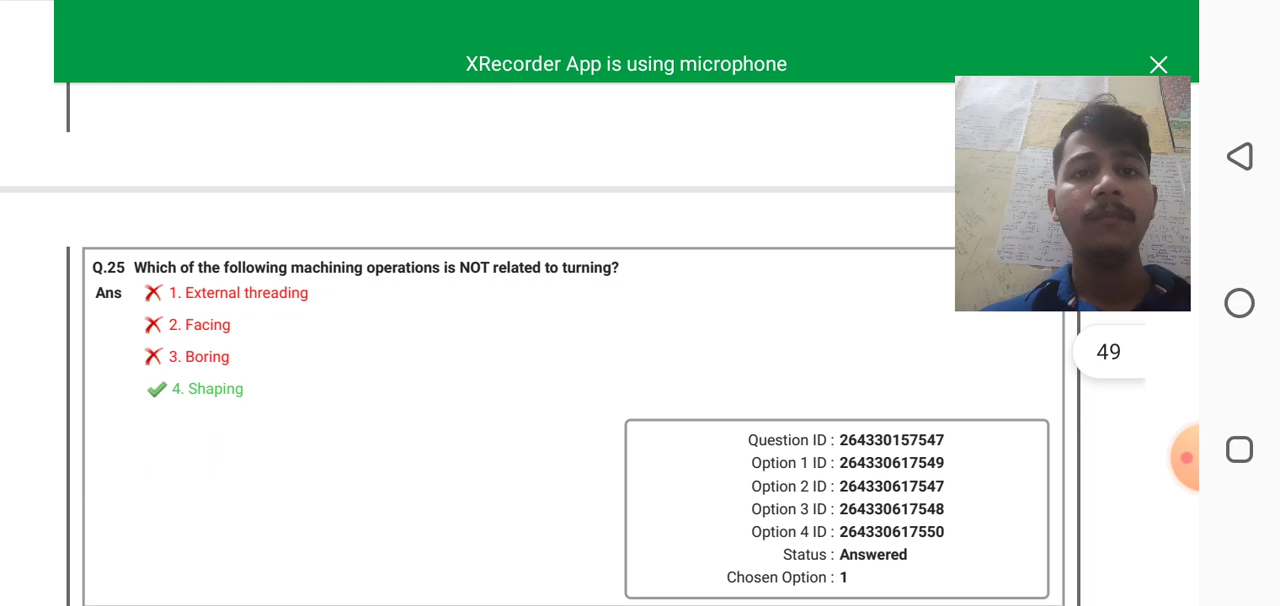 XRecorder App is using microphone
Q.25 Which of the following machining operations is NOT related to turning?
Ans 1. External threading
2. Facing
3. Boring
4. Shaping
49
Question ID : 264330157547
Option 1 ID : 264330617549
Option 2 ID : 264330617547
Option 3 ID : 264330617548
Option 4 ID : 264330617550
Status : Answered
Chosen Option : 1